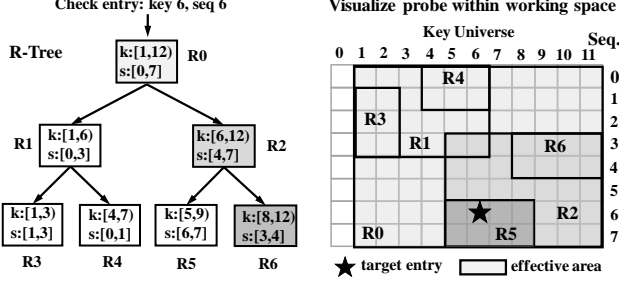 Check entry: key 6, seq 6
R-Tree
k:[1,12)
s:[0,7]
R0
R1
k:[1,6)
s:[0,3]
k:[6,12)
s:[4,7]
R2
k:[1,3)
s:[1,3]
k:[4,7)
s:[0,1]
k:[5,9)
s:[6,7]
k:[8,12)
s:[3,4]
R3
R4
R5
R6
Visualize probe within working space
Key Universe
Seq.
0 1 2 3 4 5 6 7 8 9 10 11
R4
0
1
R3
2
R1
R6
3
4
5
R2
6
R0
R5
7
target entry
effective area